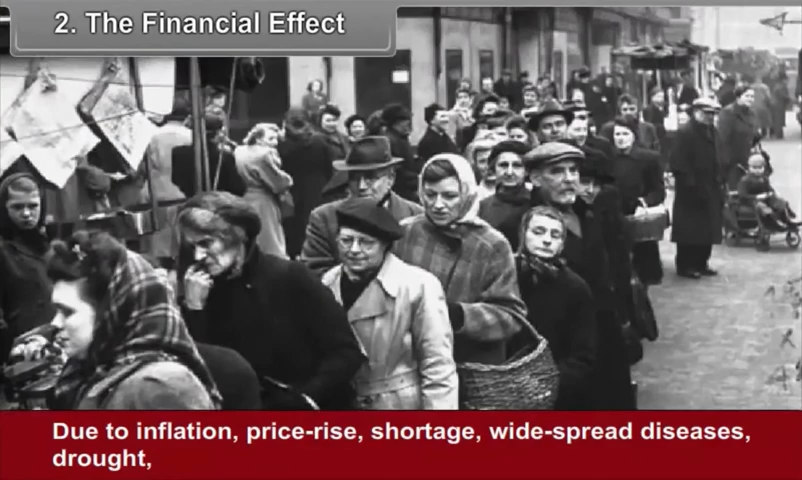 2. The Financial Effect
Due to inflation, price-rise, shortage, wide-spread diseases,
drought,